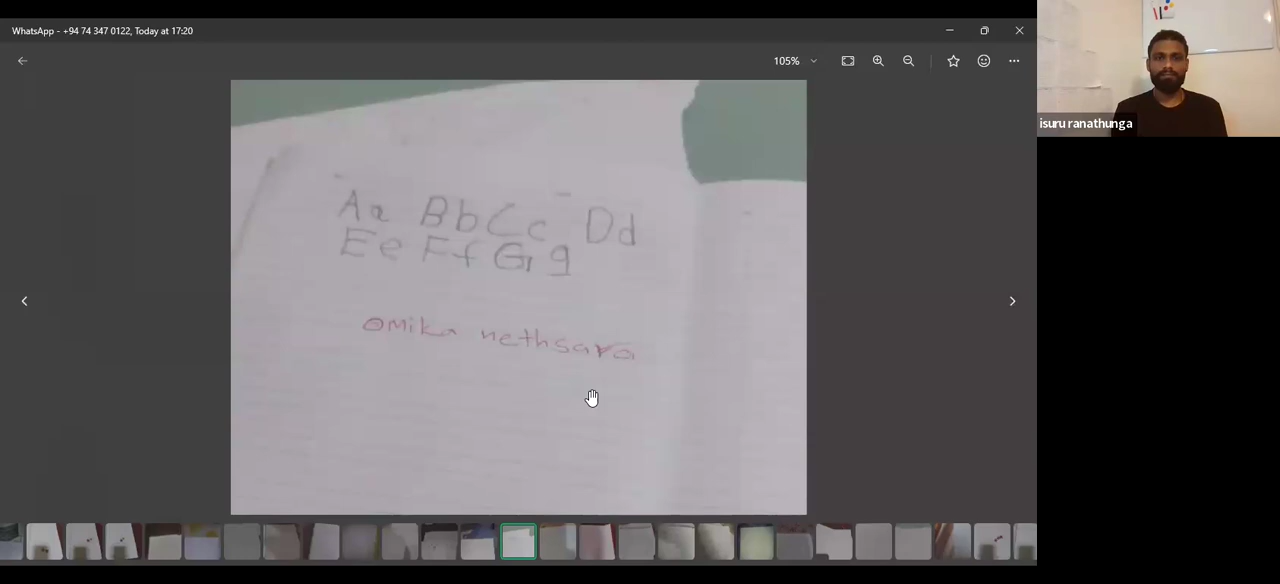 WhatsApp - +94 74 347 0122, Today at 17:20
105%
isuru ranathunga
Aa Bb Cc Dd
Ee Ff Gg
omika nethsara